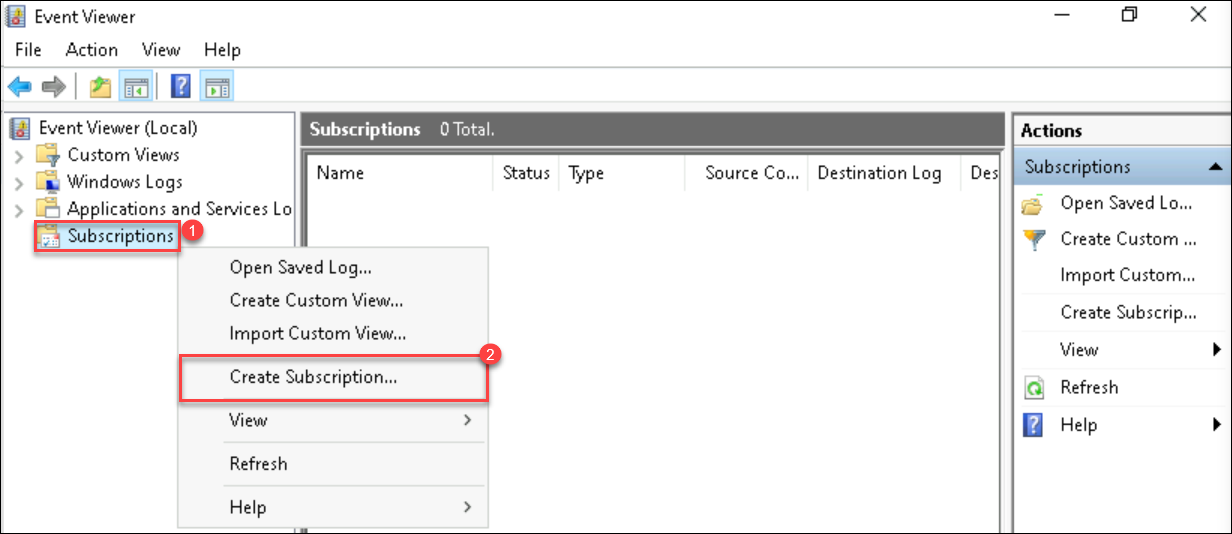 Event Viewer
File Action View Help
Event Viewer (Local)
Custom Views
Windows Logs
Applications and Services Lo
Subscriptions 1
Subscriptions 0 Total.
Name Status Type Source Co... Destination Log Des
Open Saved Log...
Create Custom View...
Import Custom View...
2
Create Subscription...
View
Refresh
Help
Actions
Subscriptions
Open Saved Lo...
Create Custom ...
Import Custom...
Create Subscrip...
View
Refresh
Help